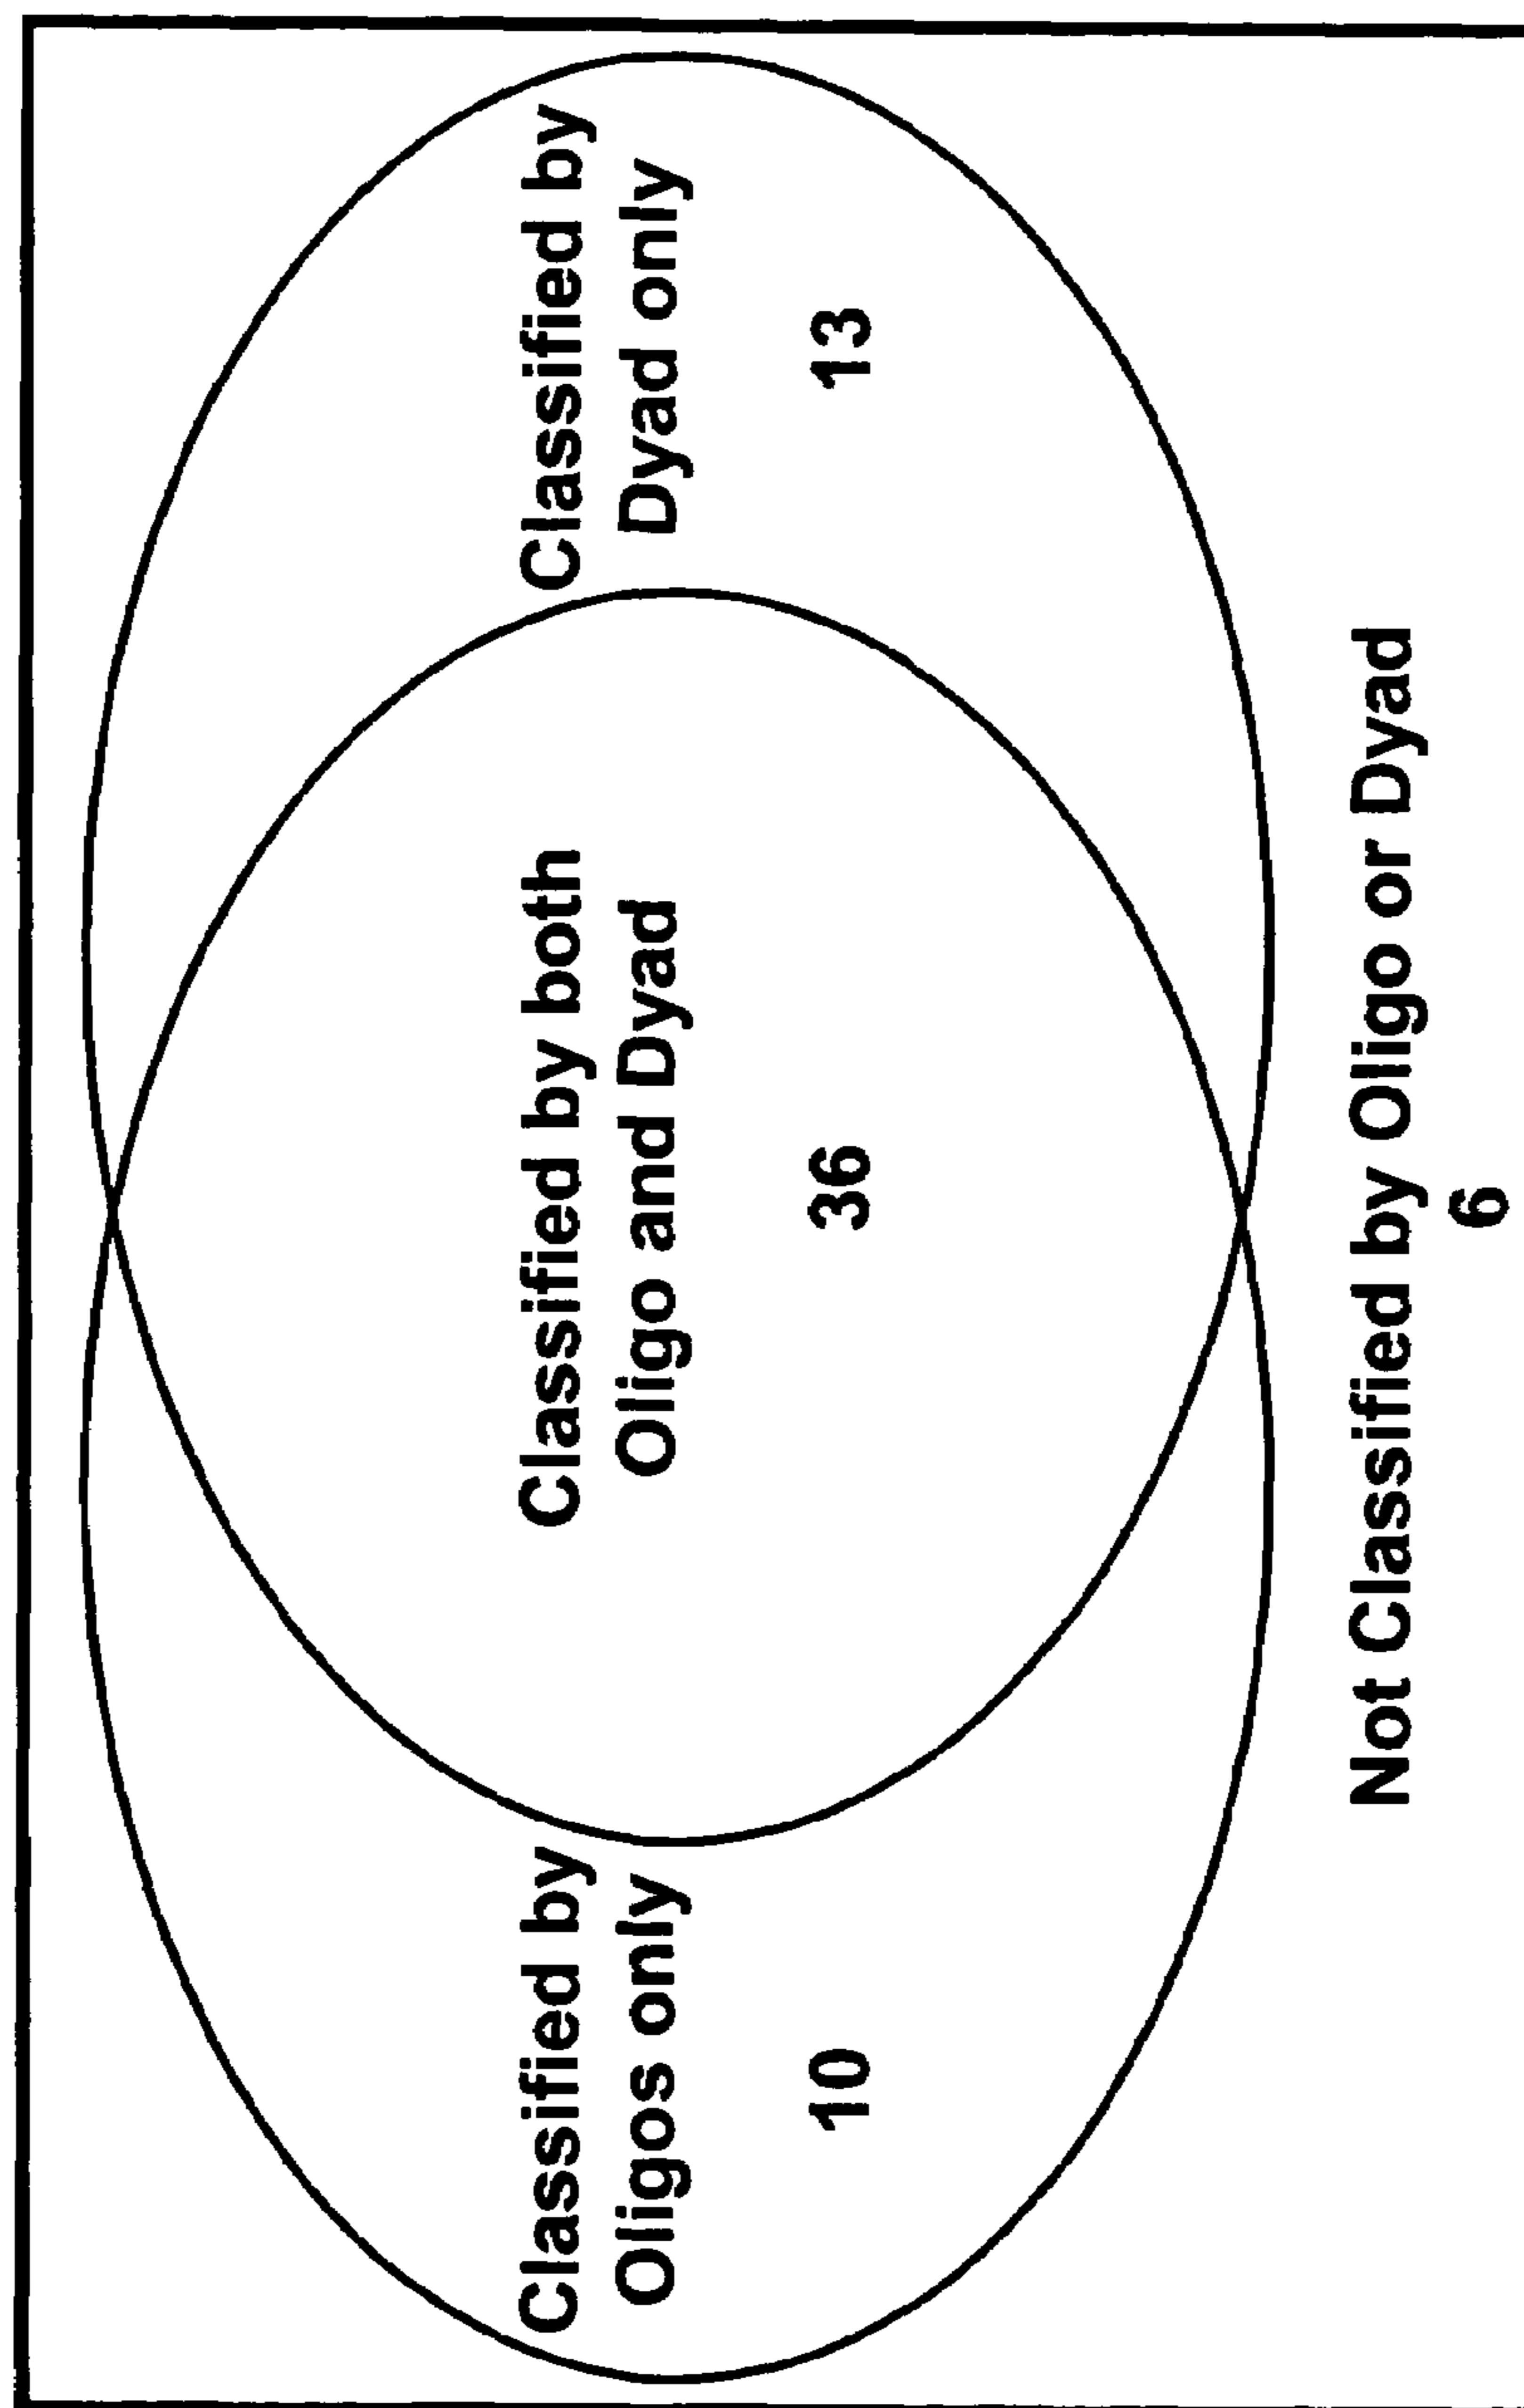 Classified by
Oligos only
10
Classified by both
Oligo and Dyad
36
Classified by
Dyad only
13
Not Classified by Oligo or Dyad
6